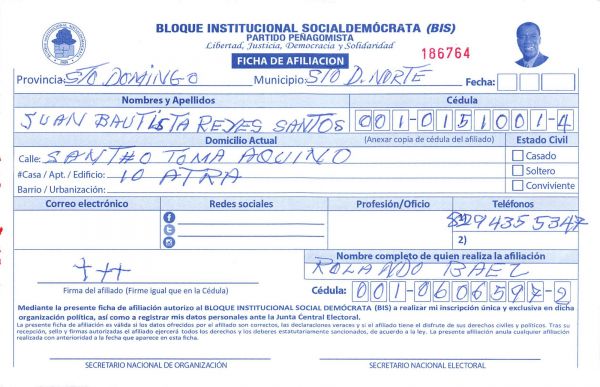 BLOQUE INSTITUCIONAL SOCIALDEMÓCRATA (BIS)
PARTIDO PEÑAGOMISTA
Libertad, Justicia, Democracia y Solidaridad
186764
FICHA DE AFILIACION
Provincia: STO DOMINGO Municipio: STO D. NORTE Fecha:
Nombres y Apellidos Cédula
JUAN BAUTISTA REYES SANTOS 001-0151001-4
Domicilio Actual (Anexar copia de cédula del afiliado) Estado Civil
Calle: SANTHO TOMA AQUINO Casado
#Casa / Apt. / Edificio: 10 ATRA Soltero
Barrio / Urbanización: Conviviente
Correo electrónico Redes sociales Profesión/Oficio Teléfonos
1) 829 435 5347
2)
Nombre completo de quien realiza la afiliación
ROLANDO BAEZ
Firma del afiliado (Firme igual que en la Cédula) Cédula: 001-0606597-2
Mediante la presente ficha de afiliación autorizo al BLOQUE INSTITUCIONAL SOCIAL DEMÓCRATA (BIS) a realizar mi inscripción única y exclusiva en dicha
organización política, así como a registrar mis datos personales ante la Junta Central Electoral.
La presente ficha de afiliación es válida si los datos ofrecidos por el afiliado son correctos, las declaraciones veraces y si el afiliado tiene el disfrute de sus derechos civiles y políticos. Tras su
recepción, sello y firmas autorizadas el afiliado ejercerá todos los derechos y los deberes estatutariamente sancionados, de acuerdo a la ley. La presente afiliación anula cualquier afiliación
realizada con anterioridad a la fecha que aparece en esta ficha.
SECRETARIO NACIONAL DE ORGANIZACIÓN SECRETARIO NACIONAL ELECTORAL